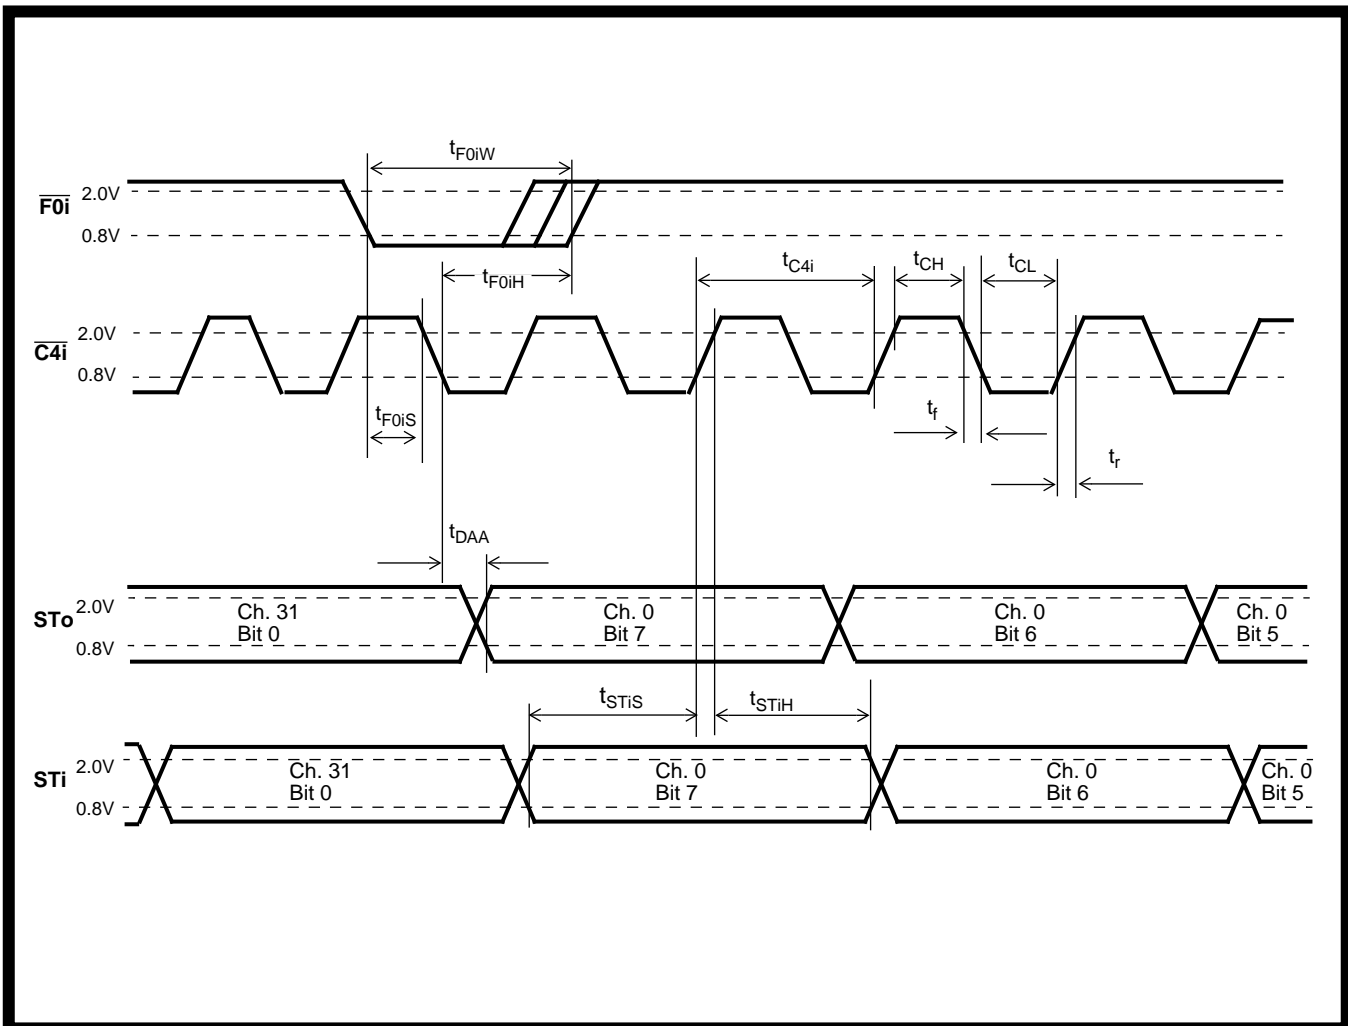 tF0iW
F0i
2.0V
0.8V
tF0iH
tC4i
tCH
tCL
C4i
2.0V
0.8V
tF0iS
tf
tr
tDAA
STo
2.0V
0.8V
Ch. 31
Bit 0
Ch. 0
Bit 7
Ch. 0
Bit 6
Ch. 0
Bit 5
tSTiS
tSTiH
STi
2.0V
0.8V
Ch. 31
Bit 0
Ch. 0
Bit 7
Ch. 0
Bit 6
Ch. 0
Bit 5